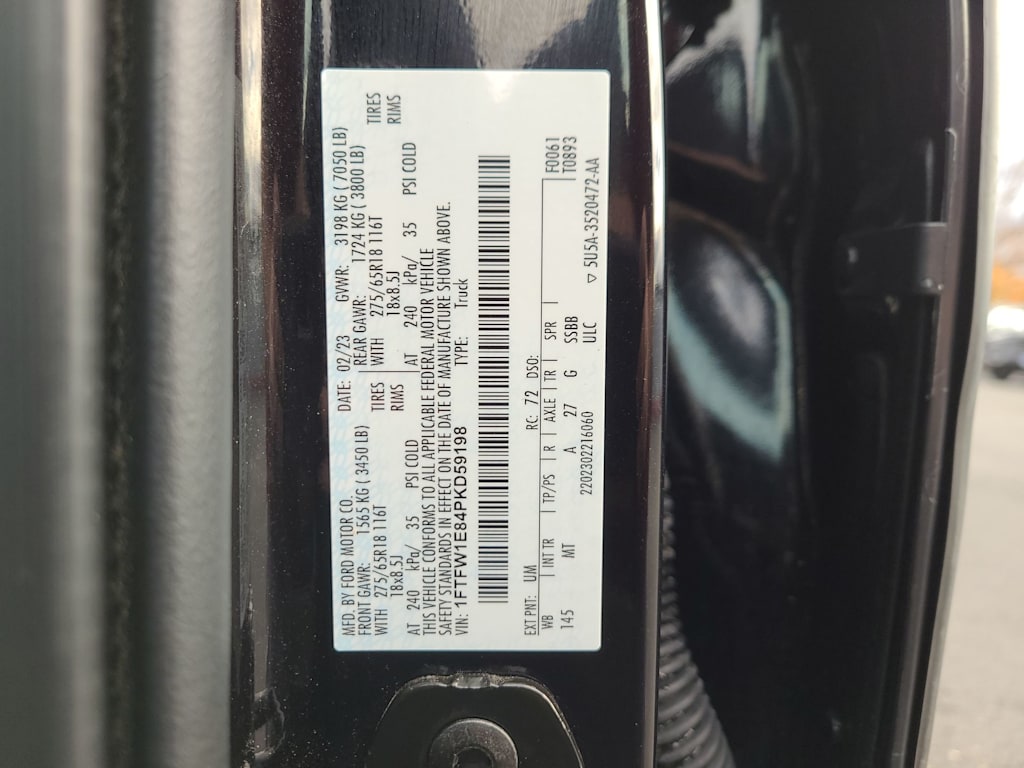 MFD. BY FORD MOTOR CO. DATE: 02/23 GVWR: 3198 KG ( 7050 LB)
FRONT GAWR: 1565 KG ( 3450 LB) REAR GAWR: 1724 KG ( 3800 LB)
WITH 275/65R18 116T TIRES WITH 275/65R18 116T TIRES
18x8.5J RIMS 18x8.5J RIMS
AT 240 kPa/ 35 PSI COLD AT 240 kPa/ 35 PSI COLD
THIS VEHICLE CONFORMS TO ALL APPLICABLE FEDERAL MOTOR VEHICLE
SAFETY STANDARDS IN EFFECT ON THE DATE OF MANUFACTURE SHOWN ABOVE.
VIN: 1FTFW1E84PKD59198 TYPE: Truck
EXT PNT: UM RC: 72 DSO: F0061
WB INT TR TP/PS R AXLE TR SPR T0893
145 MT A 27 G SSBB
2202302216060 ULC ▽ 5U5A-3520472-AA